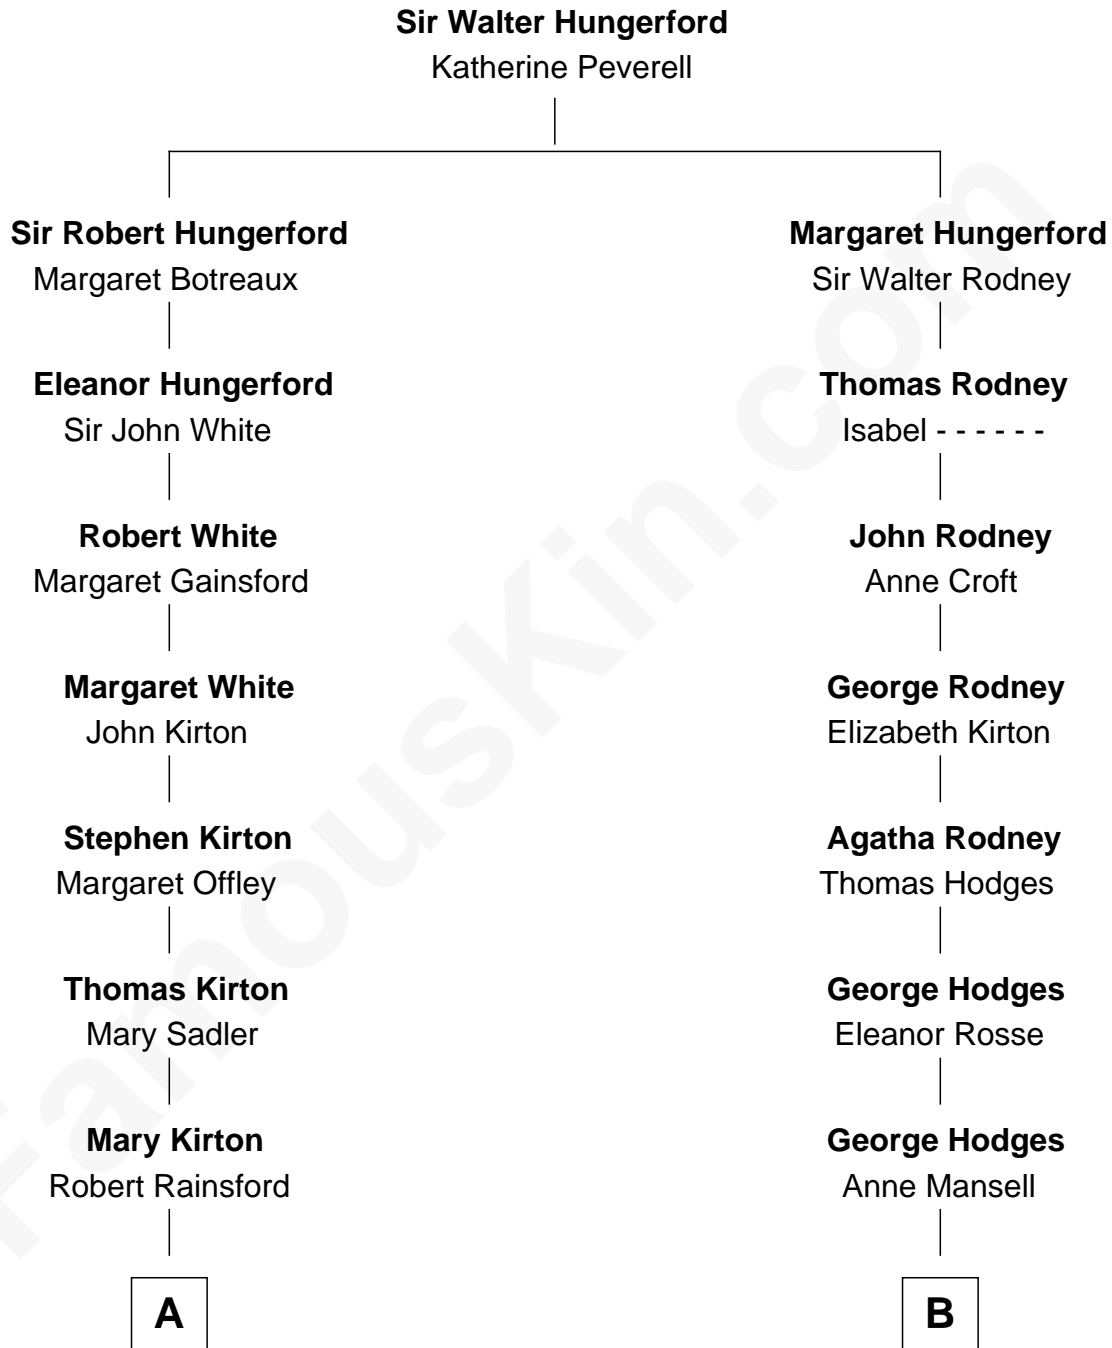 Sir Walter Hungerford
Katherine Peverell
Sir Robert Hungerford
Margaret Botreaux
Eleanor Hungerford
Sir John White
Robert White
Margaret Gainsford
Margaret White
John Kirton
Stephen Kirton
Margaret Offley
Thomas Kirton
Mary Sadler
Mary Kirton
Robert Rainsford
A
Margaret Hungerford
Sir Walter Rodney
Thomas Rodney
Isabel - - - - - -
John Rodney
Anne Croft
George Rodney
Elizabeth Kirton
Agatha Rodney
Thomas Hodges
George Hodges
Eleanor Rosse
George Hodges
Anne Mansell
B
FamousKin.com